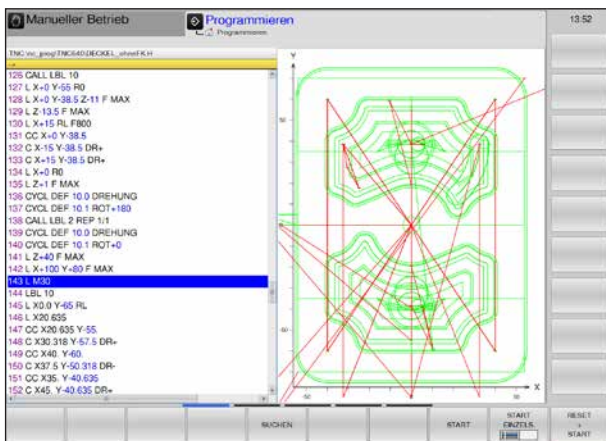 Manueller Betrieb
Programmieren
Programmieren
13:52
TNC:\nc_prog\TNC640\DECKEL_ohneFK.H
126 CALL LBL 10
127 L X+0 Y-55 R0
128 L X+0 Y-38.5 Z-11 F MAX
129 L Z-13.5 F MAX
130 L X+15 RL F800
131 CC X+0 Y-38.5
132 C X-15 Y-38.5 DR+
133 C X+15 Y-38.5 DR+
134 L X+0 R0
135 L Z+1 F MAX
136 CYCL DEF 10.0 DREHUNG
137 CYCL DEF 10.1 ROT+180
138 CALL LBL 2 REP 1/1
139 CYCL DEF 10.0 DREHUNG
140 CYCL DEF 10.1 ROT+0
141 L Z+40 F MAX
142 L X+100 Y+80 F MAX
143 L M30
144 LBL 10
145 L X0.0 Y-65 RL
146 L X20.635
147 CC X20.635 Y-55.
148 C X30.318 Y-57.5 DR+
149 CC X40. Y-60.
150 C X37.5 Y-50.318 DR-
151 CC X35. Y-40.635
152 C X45. Y-40.635 DR+
Y
50
-50
-50
50
X
SUCHEN
START
START EINZELS.
RESET + START